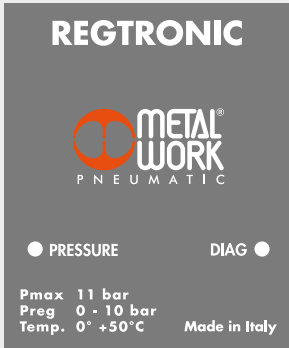 REGTRONIC
METAL®
WORK
PNEUMATIC
PRESSURE DIAG
Pmax 11 bar
Preg 0 - 10 bar
Temp. 0° +50°C Made in Italy